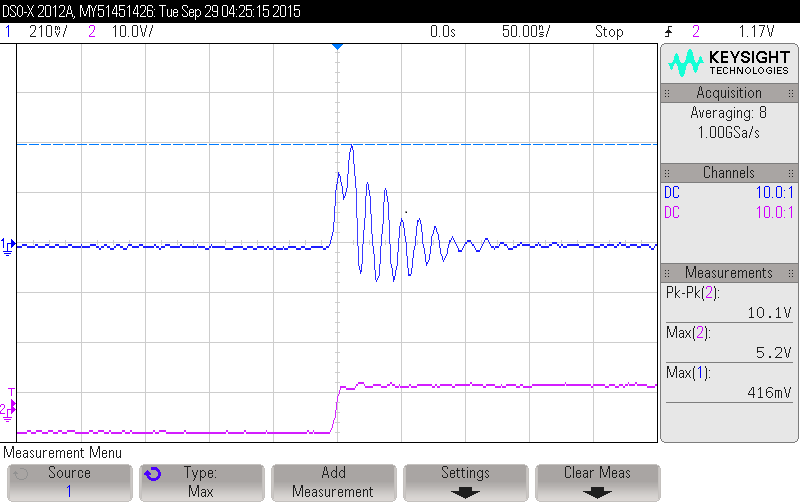 DSO-X 2012A, MY51451426: Tue Sep 29 04:25:15 2015
1 210mV/ 2 10.0V/ 0.0s 50.00ns/ Stop 2 1.17V
KEYSIGHT
TECHNOLOGIES
Acquisition
Averaging: 8
1.00GSa/s
Channels
DC 10.0:1
DC 10.0:1
Measurements
Pk-Pk(2):
10.1V
Max(2):
5.2V
Max(1):
416mV
1
T
2
Measurement Menu
Source
1
Type:
Max
Add
Measurement
Settings
Clear Meas